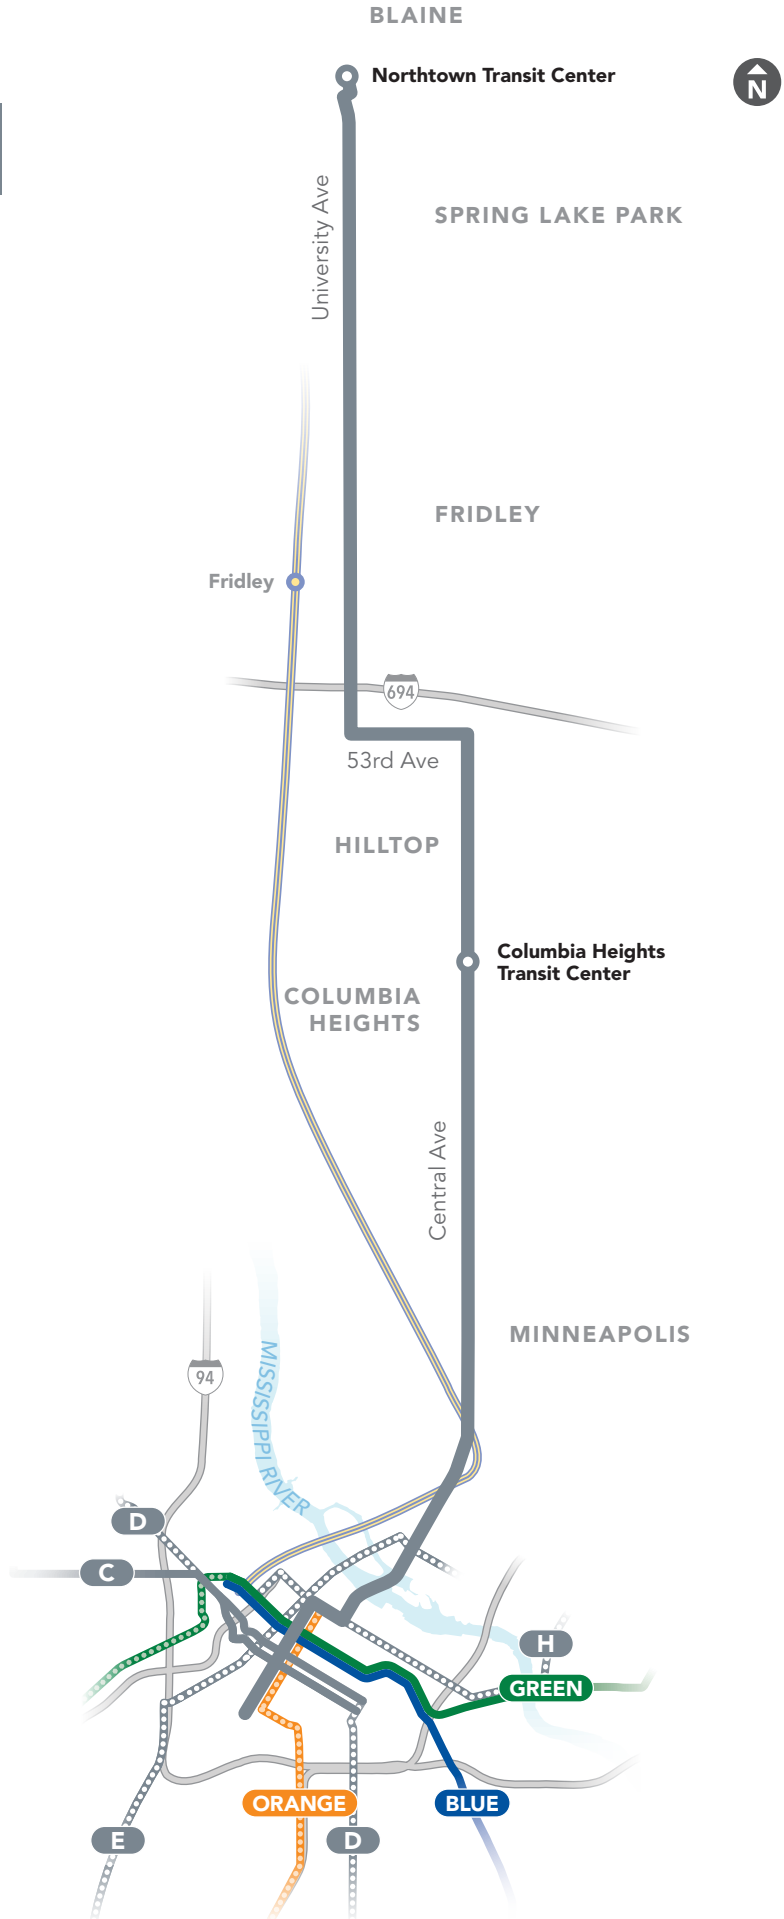 BLAINE
Northtown Transit Center
N
University Ave
SPRING LAKE PARK
FRIDLEY
Fridley
694
53rd Ave
HILLTOP
Columbia Heights
Transit Center
COLUMBIA
HEIGHTS
Central Ave
MINNEAPOLIS
MISSISSIPPI RIVER
94
D
C
H
GREEN
ORANGE
BLUE
E
D